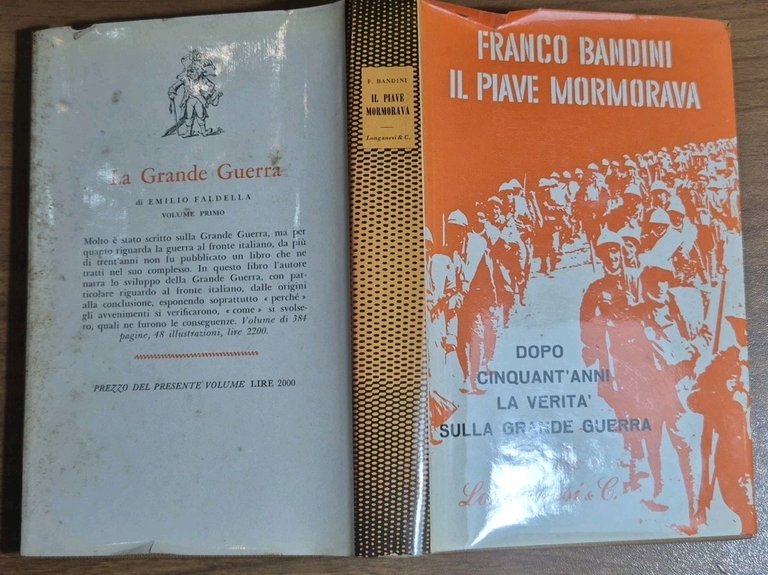 La Grande Guerra
di EMILIO FALDELLA
VOLUME PRIMO
Molto è stato scritto sulla Grande Guerra, ma per
quanto riguarda la guerra al fronte italiano, da più
di trent'anni non fu pubblicato un libro che ne
tratti nel suo complesso. In questo libro l'autore
narra lo sviluppo della Grande Guerra, con par-
ticolare riguardo al fronte italiano, dalle origini
alla conclusione, esponendo soprattutto « perché »
gli avvenimenti si verificarono, « come » si svolse-
ro, quali ne furono le conseguenze. Volume di 384
pagine, 48 illustrazioni, lire 2200.
PREZZO DEL PRESENTE VOLUME LIRE 2000
F. BANDINI
IL PIAVE
MORMORAVA
Longanesi & C.
FRANCO BANDINI
IL PIAVE MORMORAVA
DOPO
CINQUANT'ANNI
LA VERITA'
SULLA GRANDE GUERRA
Longanesi & C.